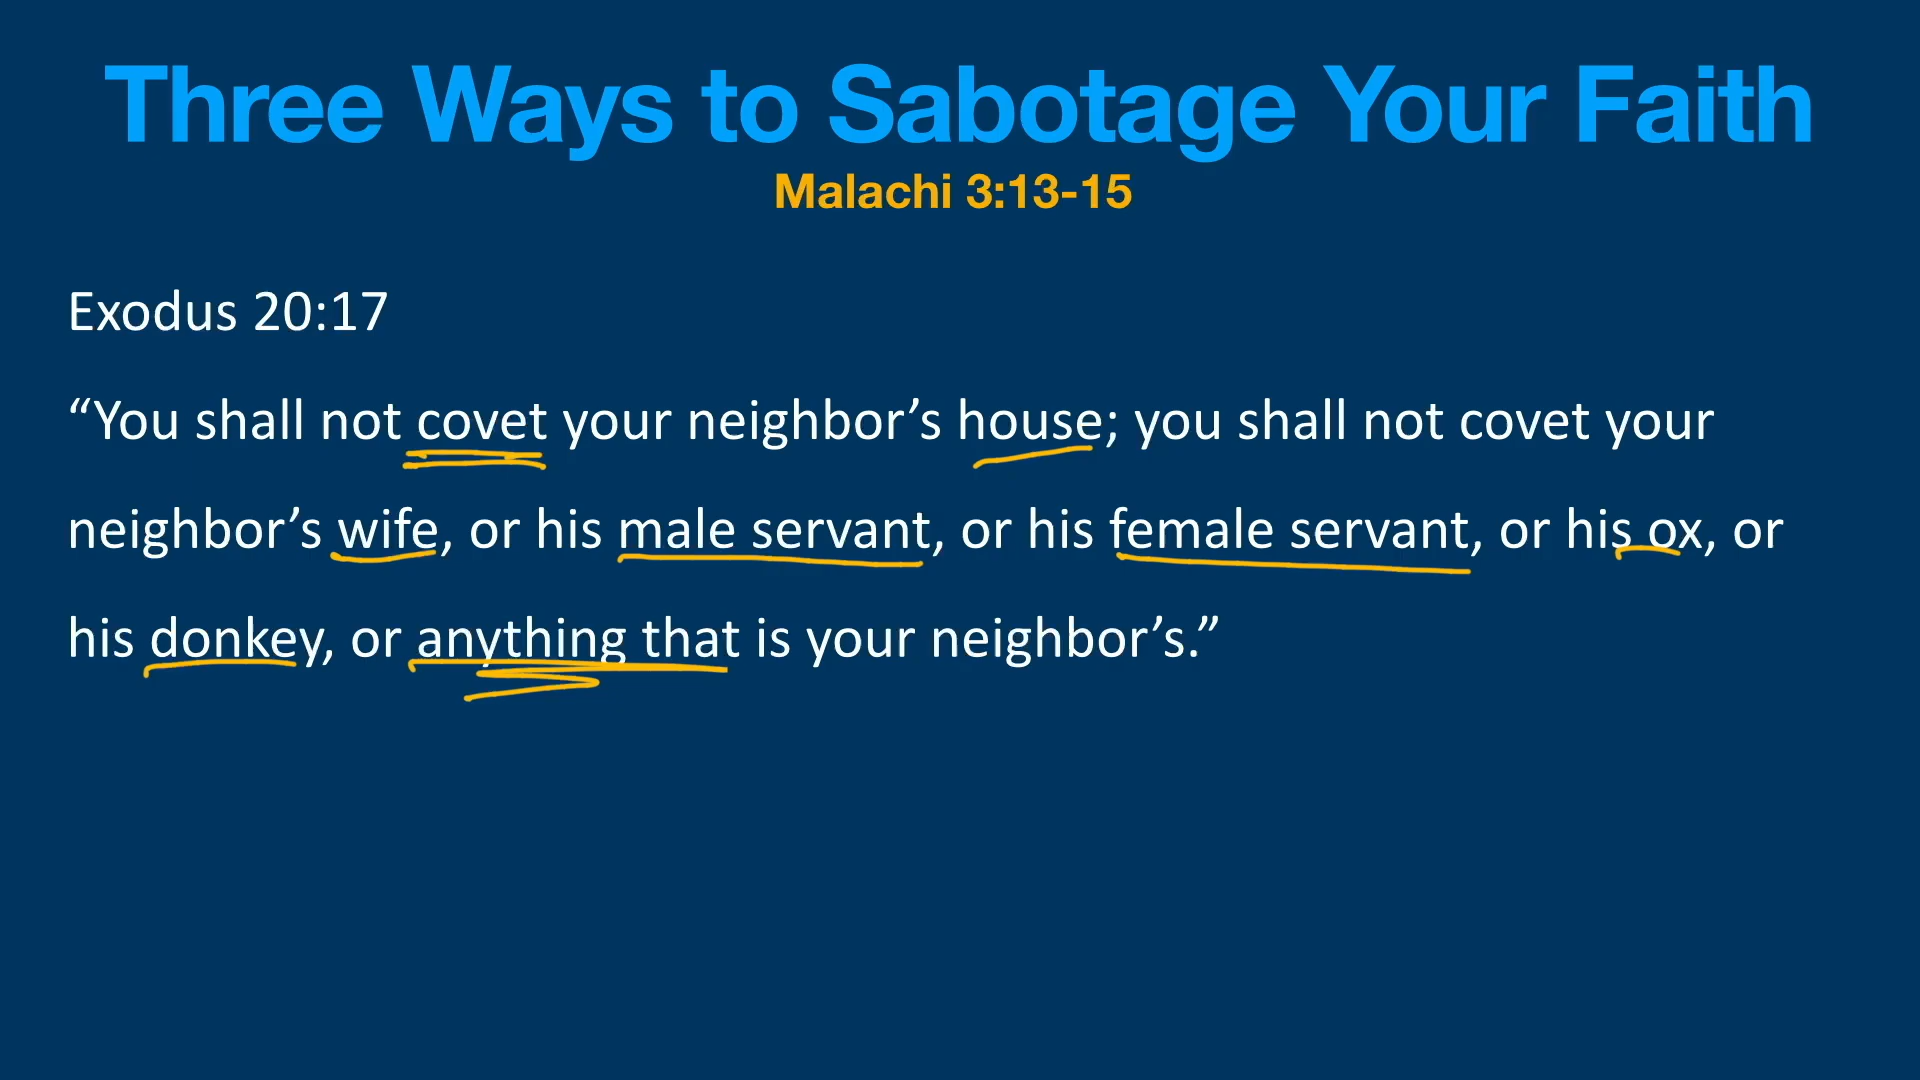 Three Ways to Sabotage Your Faith
Malachi 3:13-15
Exodus 20:17
“You shall not covet your neighbor’s house; you shall not covet your
neighbor’s wife, or his male servant, or his female servant, or his ox, or
his donkey, or anything that is your neighbor’s.”